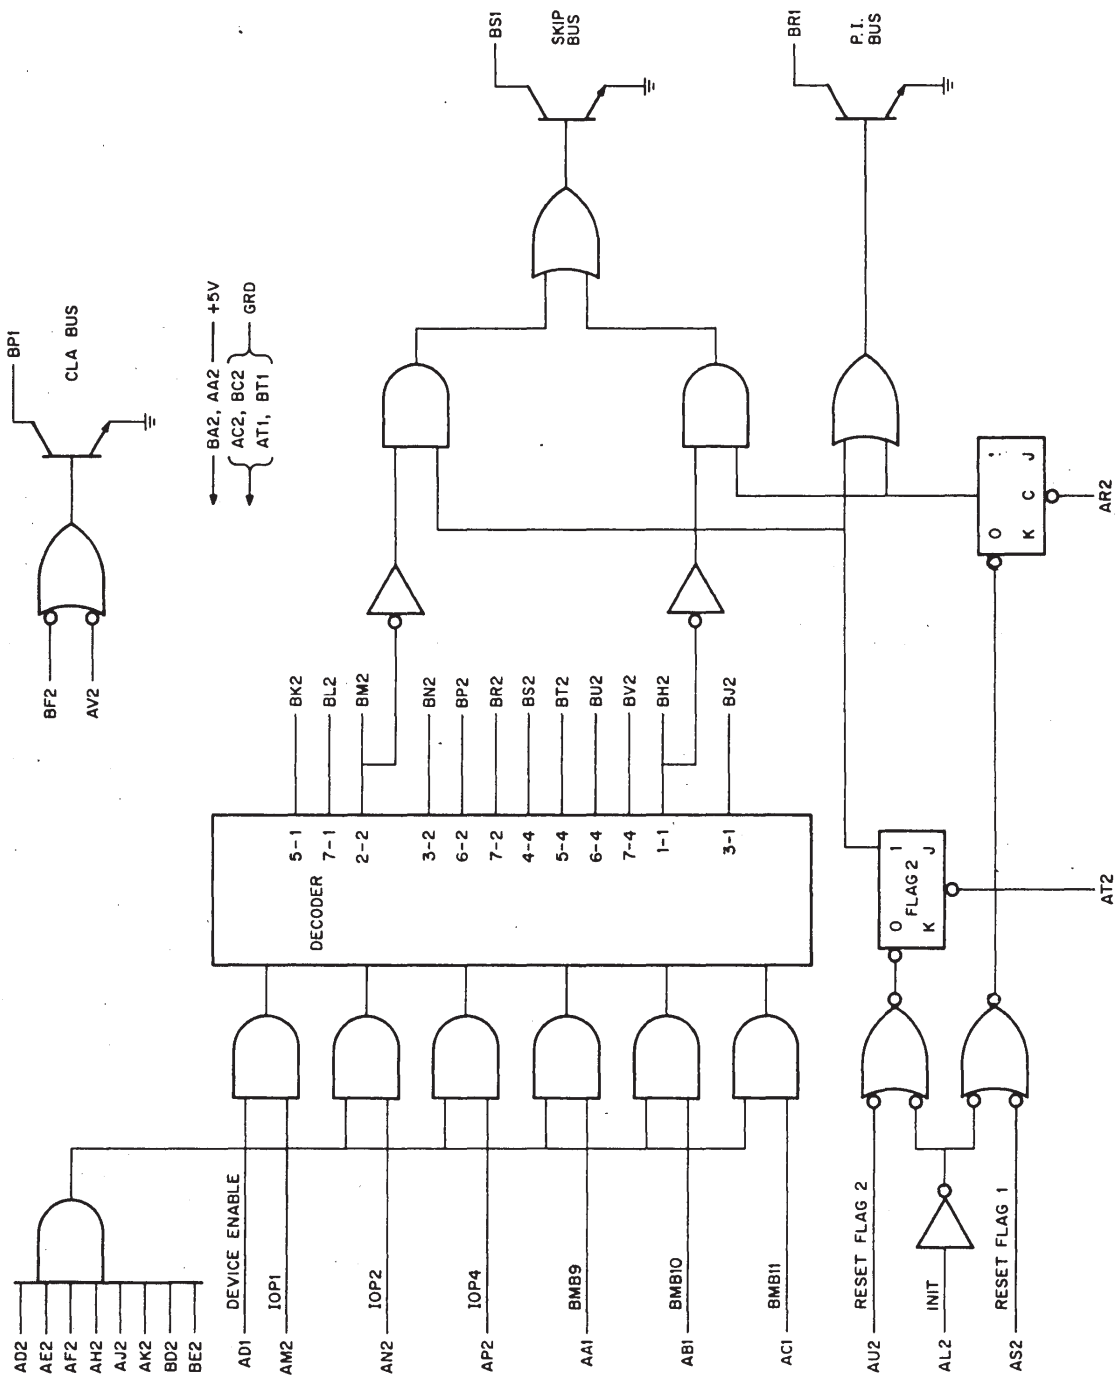 BP1
CLA BUS
BF2
AV2
BA2, AA2 +5V
AC2, BC2 GRD
AT1, BT1
BS1
SKIP
BUS
BR1
P.I.
BUS
BK2
BL2
BM2
BN2
BP2
BR2
BS2
BT2
BU2
BV2
BH2
BJ2
5-1
7-1
2-2
3-2
6-2
7-2
4-4
5-4
6-4
7-4
1-1
3-1
DECODER
AD2
AE2
AF2
AH2
AJ2
AK2
BD2
BE2
DEVICE ENABLE
AD1
IOP1
AM2
IOP2
AN2
IOP4
AP2
BMB9
AA1
BMB10
AB1
BMB11
AC1
RESET FLAG 2
AU2
INIT
AL2
RESET FLAG 1
AS2
0 1
FLAG 2
K J
AT2
0 1
K C J
AR2